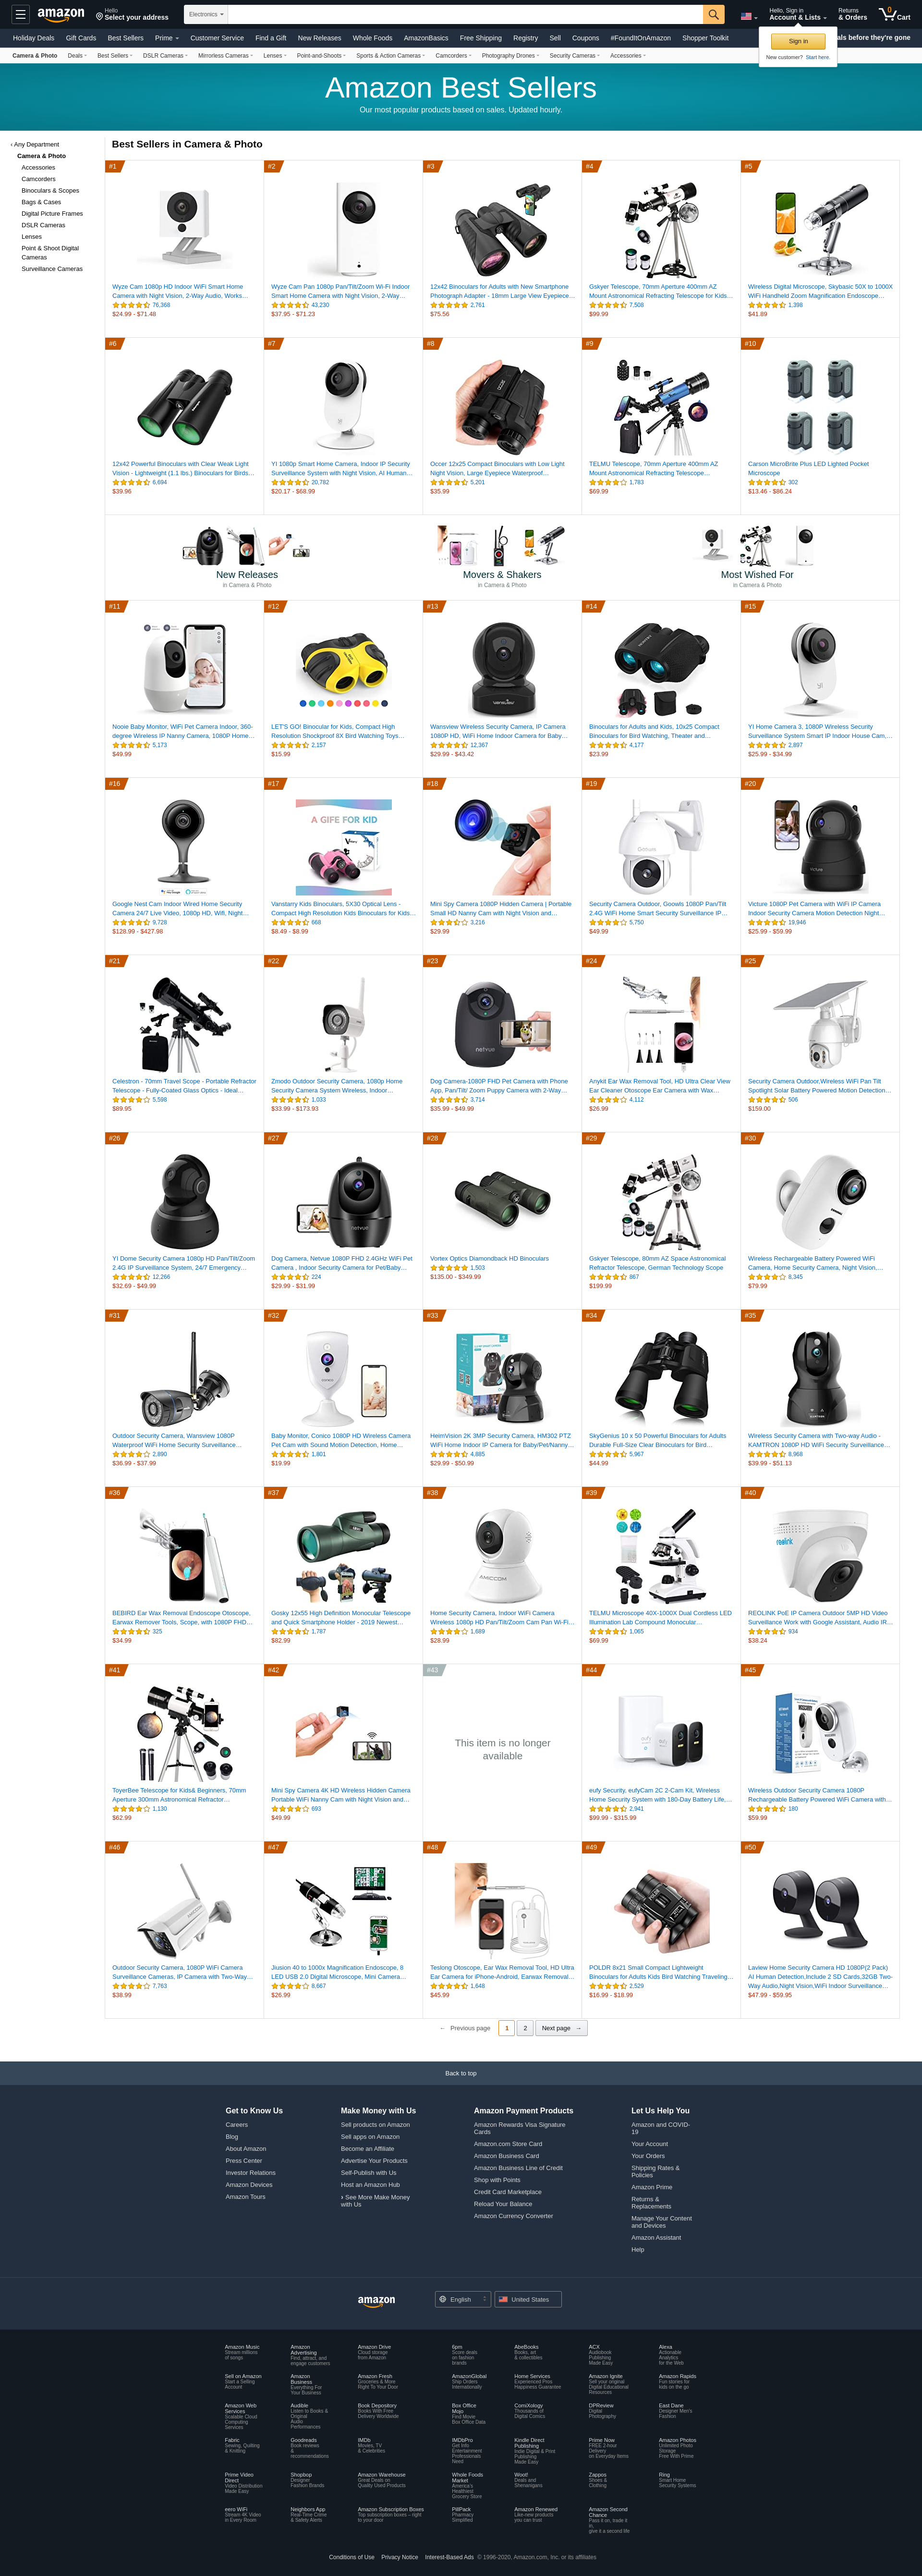 amazon
Hello
Select your address
Electronics
Hello, Sign in
Account & Lists
Returns
& Orders
0
Cart
Holiday Deals Gift Cards Best Sellers Prime Customer Service Find a Gift New Releases Whole Foods AmazonBasics Free Shipping Registry Sell Coupons #FoundItOnAmazon Shopper Toolkit
als before they're gone
Sign in
New customer? Start here.
Camera & Photo Deals Best Sellers DSLR Cameras Mirrorless Cameras Lenses Point-and-Shoots Sports & Action Cameras Camcorders Photography Drones Security Cameras Accessories
Amazon Best Sellers
Our most popular products based on sales. Updated hourly.
‹ Any Department
Camera & Photo
Accessories
Camcorders
Binoculars & Scopes
Bags & Cases
Digital Picture Frames
DSLR Cameras
Lenses
Point & Shoot Digital
Cameras
Surveillance Cameras
Best Sellers in Camera & Photo
#1
Wyze Cam 1080p HD Indoor WiFi Smart Home
Camera with Night Vision, 2-Way Audio, Works…
76,368
$24.99 - $71.48
#2
Wyze Cam Pan 1080p Pan/Tilt/Zoom Wi-Fi Indoor
Smart Home Camera with Night Vision, 2-Way…
43,230
$37.95 - $71.23
#3
12x42 Binoculars for Adults with New Smartphone
Photograph Adapter - 18mm Large View Eyepiece…
2,761
$75.56
#4
Gskyer Telescope, 70mm Aperture 400mm AZ
Mount Astronomical Refracting Telescope for Kids…
7,508
$99.99
#5
Wireless Digital Microscope, Skybasic 50X to 1000X
WiFi Handheld Zoom Magnification Endoscope…
1,398
$41.89
#6
12x42 Powerful Binoculars with Clear Weak Light
Vision - Lightweight (1.1 lbs.) Binoculars for Birds…
6,694
$39.96
#7
YI 1080p Smart Home Camera, Indoor IP Security
Surveillance System with Night Vision, AI Human…
20,782
$20.17 - $68.99
#8
Occer 12x25 Compact Binoculars with Low Light
Night Vision, Large Eyepiece Waterproof…
5,201
$35.99
#9
TELMU Telescope, 70mm Aperture 400mm AZ
Mount Astronomical Refracting Telescope…
1,783
$69.99
#10
Carson MicroBrite Plus LED Lighted Pocket
Microscope
302
$13.46 - $86.24
New Releases
in Camera & Photo
Movers & Shakers
in Camera & Photo
Most Wished For
in Camera & Photo
#11
Nooie Baby Monitor, WiFi Pet Camera Indoor, 360-
degree Wireless IP Nanny Camera, 1080P Home…
5,173
$49.99
#12
LET'S GO! Binocular for Kids, Compact High
Resolution Shockproof 8X Bird Watching Toys…
2,157
$15.99
#13
Wansview Wireless Security Camera, IP Camera
1080P HD, WiFi Home Indoor Camera for Baby…
12,367
$29.99 - $43.42
#14
Binoculars for Adults and Kids, 10x25 Compact
Binoculars for Bird Watching, Theater and…
4,177
$23.99
#15
YI Home Camera 3, 1080P Wireless Security
Surveillance System Smart IP Indoor House Cam,…
2,897
$25.99 - $34.99
#16
Google Nest Cam Indoor Wired Home Security
Camera 24/7 Live Video, 1080p HD, Wifi, Night…
9,728
$128.99 - $427.98
#17
A GIFE FOR KID
Vanstarry Kids Binoculars, 5X30 Optical Lens -
Compact High Resolution Kids Binoculars for Kids…
668
$8.49 - $8.99
#18
Mini Spy Camera 1080P Hidden Camera | Portable
Small HD Nanny Cam with Night Vision and…
3,216
$29.99
#19
Security Camera Outdoor, Goowls 1080P Pan/Tilt
2.4G WiFi Home Smart Security Surveillance IP…
5,750
$49.99
#20
Victure 1080P Pet Camera with WiFi IP Camera
Indoor Security Camera Motion Detection Night…
19,946
$25.99 - $59.99
#21
Celestron - 70mm Travel Scope - Portable Refractor
Telescope - Fully-Coated Glass Optics - Ideal…
5,598
$89.95
#22
Zmodo Outdoor Security Camera, 1080p Home
Security Camera System Wireless, Indoor…
1,033
$33.99 - $173.93
#23
netvue
Dog Camera-1080P FHD Pet Camera with Phone
App, Pan/Tilt/ Zoom Puppy Camera with 2-Way…
3,714
$35.99 - $49.99
#24
Anykit Ear Wax Removal Tool, HD Ultra Clear View
Ear Cleaner Otoscope Ear Camera with Wax…
4,112
$26.99
#25
Security Camera Outdoor,Wireless WiFi Pan Tilt
Spotlight Solar Battery Powered Motion Detection…
506
$159.00
#26
YI Dome Security Camera 1080p HD Pan/Tilt/Zoom
2.4G IP Surveillance System, 24/7 Emergency…
12,266
$32.69 - $49.99
#27
netvue
Dog Camera, Netvue 1080P FHD 2.4GHz WiFi Pet
Camera , Indoor Security Camera for Pet/Baby…
224
$29.99 - $31.99
#28
Vortex Optics Diamondback HD Binoculars
1,503
$135.00 - $349.99
#29
Gskyer Telescope, 80mm AZ Space Astronomical
Refractor Telescope, German Technology Scope
867
$199.99
#30
Wireless Rechargeable Battery Powered WiFi
Camera, Home Security Camera, Night Vision,…
8,345
$79.99
#31
Outdoor Security Camera, Wansview 1080P
Waterproof WiFi Home Security Surveillance…
2,890
$36.99 - $37.99
#32
Baby Monitor, Conico 1080P HD Wireless Camera
Pet Cam with Sound Motion Detection, Home…
1,801
$19.99
#33
HeimVision 2K 3MP Security Camera, HM302 PTZ
WiFi Home Indoor IP Camera for Baby/Pet/Nanny…
4,885
$29.99 - $50.99
#34
SkyGenius 10 x 50 Powerful Binoculars for Adults
Durable Full-Size Clear Binoculars for Bird…
5,967
$44.99
#35
Wireless Security Camera with Two-way Audio -
KAMTRON 1080P HD WiFi Security Surveillance…
8,968
$39.99 - $51.13
#36
BEBIRD Ear Wax Removal Endoscope Otoscope,
Earwax Remover Tools, Scope, with 1080P FHD…
325
$34.99
#37
Gosky 12x55 High Definition Monocular Telescope
and Quick Smartphone Holder - 2019 Newest…
1,787
$82.99
#38
AMICCOM
Home Security Camera, Indoor WiFi Camera
Wireless 1080p HD Pan/Tilt/Zoom Cam Pan Wi-Fi…
1,689
$28.99
#39
TELMU Microscope 40X-1000X Dual Cordless LED
Illumination Lab Compound Monocular…
1,065
$69.99
#40
reolink
REOLINK PoE IP Camera Outdoor 5MP HD Video
Surveillance Work with Google Assistant, Audio IR…
934
$38.24
#41
ToyerBee Telescope for Kids& Beginners, 70mm
Aperture 300mm Astronomical Refractor…
1,130
$62.99
#42
Mini Spy Camera 4K HD Wireless Hidden Camera
Portable WiFi Nanny Cam with Night Vision and…
693
$49.99
#43
This item is no longer
available
#44
eufy Security, eufyCam 2C 2-Cam Kit, Wireless
Home Security System with 180-Day Battery Life,…
2,941
$99.99 - $315.99
#45
Wireless Outdoor Security Camera 1080P
Rechargeable Battery Powered WiFi Camera with…
180
$59.99
#46
Outdoor Security Camera, 1080P WiFi Camera
Surveillance Cameras, IP Camera with Two-Way…
7,763
$38.99
#47
Jiusion 40 to 1000x Magnification Endoscope, 8
LED USB 2.0 Digital Microscope, Mini Camera…
8,667
$26.99
#48
Teslong Otoscope, Ear Wax Removal Tool, HD Ultra
Ear Camera for iPhone-Android, Earwax Removal…
1,648
$45.99
#49
POLDR 8x21 Small Compact Lightweight
Binoculars for Adults Kids Bird Watching Traveling…
2,529
$16.99 - $18.99
#50
Laview Home Security Camera HD 1080P(2 Pack)
AI Human Detection,Include 2 SD Cards,32GB Two-
Way Audio,Night Vision,WiFi Indoor Surveillance…
$47.99 - $59.95
← Previous page 1 2 Next page →
Back to top
Get to Know Us
Careers
Blog
About Amazon
Press Center
Investor Relations
Amazon Devices
Amazon Tours
Make Money with Us
Sell products on Amazon
Sell apps on Amazon
Become an Affiliate
Advertise Your Products
Self-Publish with Us
Host an Amazon Hub
› See More Make Money
with Us
Amazon Payment Products
Amazon Rewards Visa Signature
Cards
Amazon.com Store Card
Amazon Business Card
Amazon Business Line of Credit
Shop with Points
Credit Card Marketplace
Reload Your Balance
Amazon Currency Converter
Let Us Help You
Amazon and COVID-
19
Your Account
Your Orders
Shipping Rates &
Policies
Amazon Prime
Returns &
Replacements
Manage Your Content
and Devices
Amazon Assistant
Help
amazon
English
United States
Amazon Music
Stream millions
of songs
Amazon
Advertising
Find, attract, and
engage customers
Amazon Drive
Cloud storage
from Amazon
6pm
Score deals
on fashion
brands
AbeBooks
Books, art
& collectibles
ACX
Audiobook
Publishing
Made Easy
Alexa
Actionable
Analytics
for the Web
Sell on Amazon
Start a Selling
Account
Amazon
Business
Everything For
Your Business
Amazon Fresh
Groceries & More
Right To Your Door
AmazonGlobal
Ship Orders
Internationally
Home Services
Experienced Pros
Happiness Guarantee
Amazon Ignite
Sell your original
Digital Educational
Resources
Amazon Rapids
Fun stories for
kids on the go
Amazon Web
Services
Scalable Cloud
Computing
Services
Audible
Listen to Books &
Original
Audio
Performances
Book Depository
Books With Free
Delivery Worldwide
Box Office
Mojo
Find Movie
Box Office Data
ComiXology
Thousands of
Digital Comics
DPReview
Digital
Photography
East Dane
Designer Men's
Fashion
Fabric
Sewing, Quilting
& Knitting
Goodreads
Book reviews
&
recommendations
IMDb
Movies, TV
& Celebrities
IMDbPro
Get Info
Entertainment
Professionals
Need
Kindle Direct
Publishing
Indie Digital & Print
Publishing
Made Easy
Prime Now
FREE 2-hour
Delivery
on Everyday Items
Amazon Photos
Unlimited Photo
Storage
Free With Prime
Prime Video
Direct
Video Distribution
Made Easy
Shopbop
Designer
Fashion Brands
Amazon Warehouse
Great Deals on
Quality Used Products
Whole Foods
Market
America's
Healthiest
Grocery Store
Woot!
Deals and
Shenanigans
Zappos
Shoes &
Clothing
Ring
Smart Home
Security Systems
eero WiFi
Stream 4K Video
in Every Room
Neighbors App
Real-Time Crime
& Safety Alerts
Amazon Subscription Boxes
Top subscription boxes – right
to your door
PillPack
Pharmacy
Simplified
Amazon Renewed
Like-new products
you can trust
Amazon Second
Chance
Pass it on, trade it
in,
give it a second life
Conditions of Use Privacy Notice Interest-Based Ads © 1996-2020, Amazon.com, Inc. or its affiliates